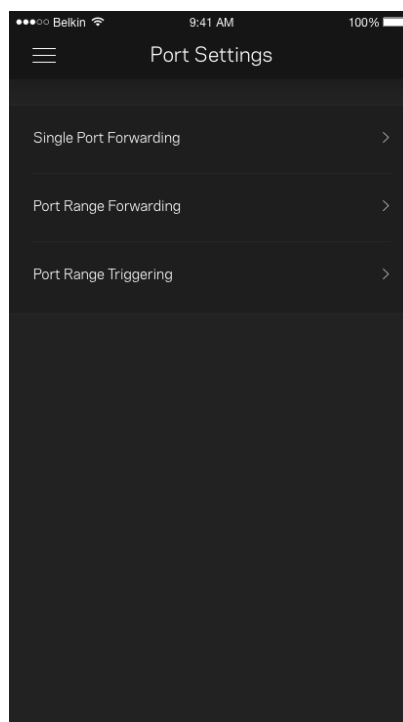 ●●●○○ Belkin 9:41 AM 100%
Port Settings
Single Port Forwarding
Port Range Forwarding
Port Range Triggering